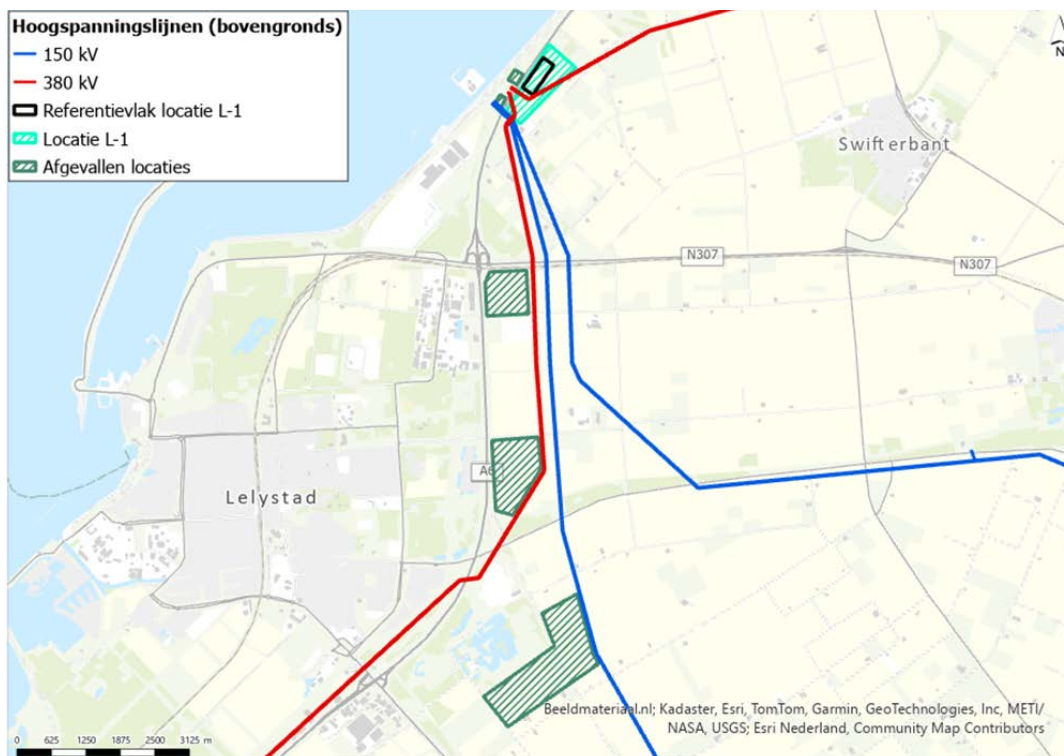 Hoogspanningslijnen (bovengronds)
150 kV
380 kV
Referentievlak locatie L-1
Locatie L-1
Afgevallen locaties
N
Swifterbant
N307
N307
A6
Lelystad
Beeldmateriaal.nl; Kadaster, Esri, TomTom, Garmin, GeoTechnologies, Inc, METI/
NASA, USGS; Esri Nederland, Community Map Contributors
0 625 1250 1875 2500 3125 m